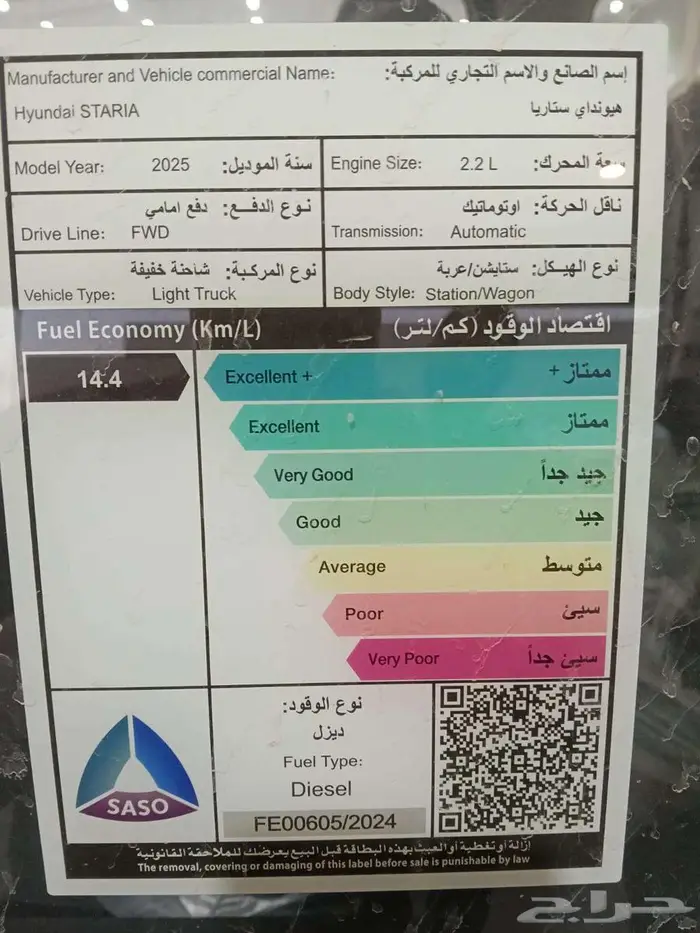 إسم الصانع والاسم التجاري للمركبة:
Manufacturer and Vehicle commercial Name:
هيونداي ستاريا
Hyundai STARIA
Model Year: 2025 سنة الموديل:
Engine Size: 2.2 L سعة المحرك:
نوع الدفع: دفع امامي
Drive Line: FWD
ناقل الحركة: اوتوماتيك
Transmission: Automatic
نوع المركبة: شاحنة خفيفة
Vehicle Type: Light Truck
نوع الهيكل: ستايشن/عربة
Body Style: Station/Wagon
Fuel Economy (Km/L) اقتصاد الوقود (كم/لتر)
14.4
Excellent + ممتاز +
Excellent ممتاز
Very Good جيد جداً
Good جيد
Average متوسط
Poor سيئ
Very Poor سيئ جداً
SASO
نوع الوقود:
ديزل
Fuel Type:
Diesel
FE00605/2024
إزالة أو تغطية أو العبث بهذه البطاقة قبل البيع يعرضك للملاحقة القانونية
The removal, covering or damaging of this label before sale is punishable by law
حراج